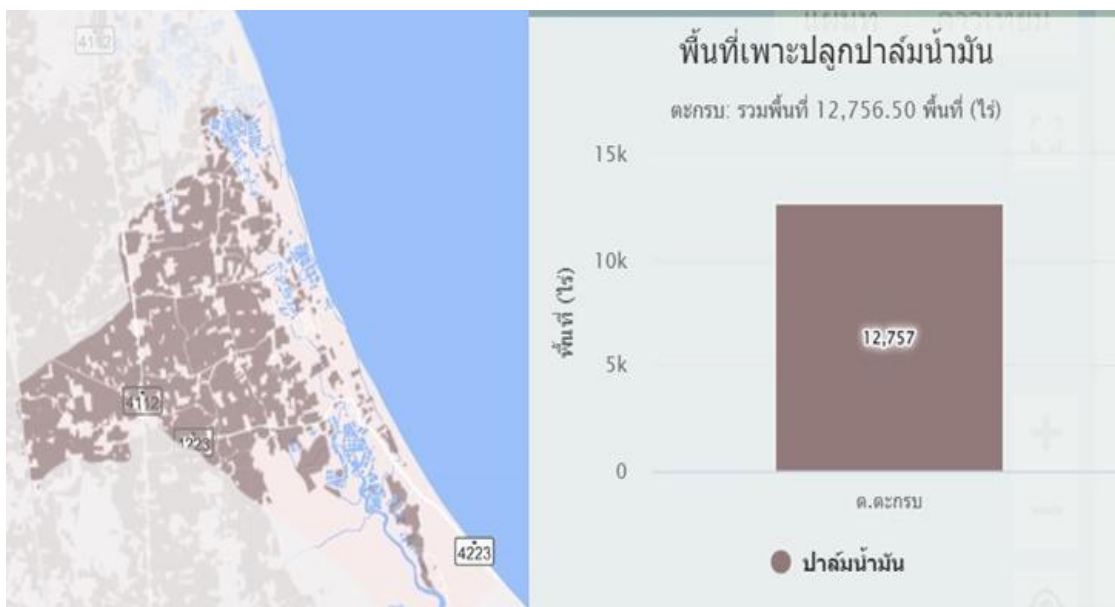 4112
4112
4223
4223
พื้นที่เพาะปลูกปาล์มน้ำมัน
ตะกรบ: รวมพื้นที่ 12,756.50 พื้นที่ (ไร่)
15k
10k
5k
0
พื้นที่ (ไร่)
12,757
ต.ตะกรบ
ปาล์มน้ำมัน